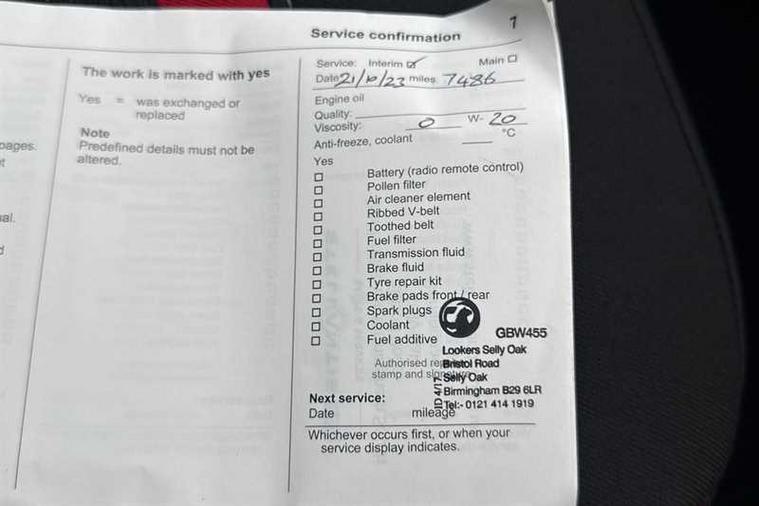 1
Service confirmation
pages.
The work is marked with yes
Yes = was exchanged or replaced
Note
Predefined details must not be altered.
Service: Interim ☑ Main ☐
Date 21/10/23 miles 7486
Engine oil
Quality:
Viscosity: 0 W- 20
Anti-freeze, coolant °C
Yes
☐ Battery (radio remote control)
☐ Pollen filter
☐ Air cleaner element
☐ Ribbed V-belt
☐ Toothed belt
☐ Fuel filter
☐ Transmission fluid
☐ Brake fluid
☐ Tyre repair kit
☐ Brake pads front / rear
☐ Spark plugs
☐ Coolant
☐ Fuel additive
GBW455
Lookers Selly Oak
Authorised
Bristol Road
stamp and
Selly Oak
Birmingham B29 6LR
Tel:- 0121 414 1919
Next service:
Date mileage
Whichever occurs first, or when your
service display indicates.